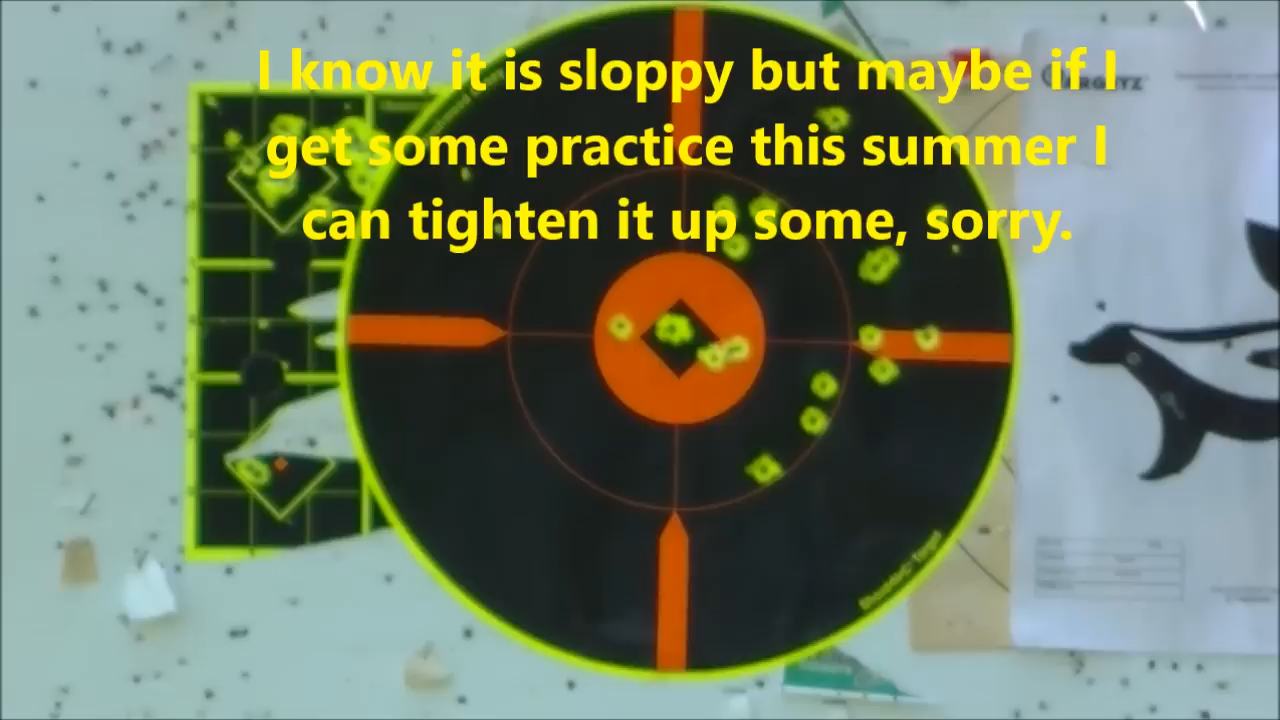 I know it is sloppy but maybe if I
get some practice this summer I
can tighten it up some, sorry.